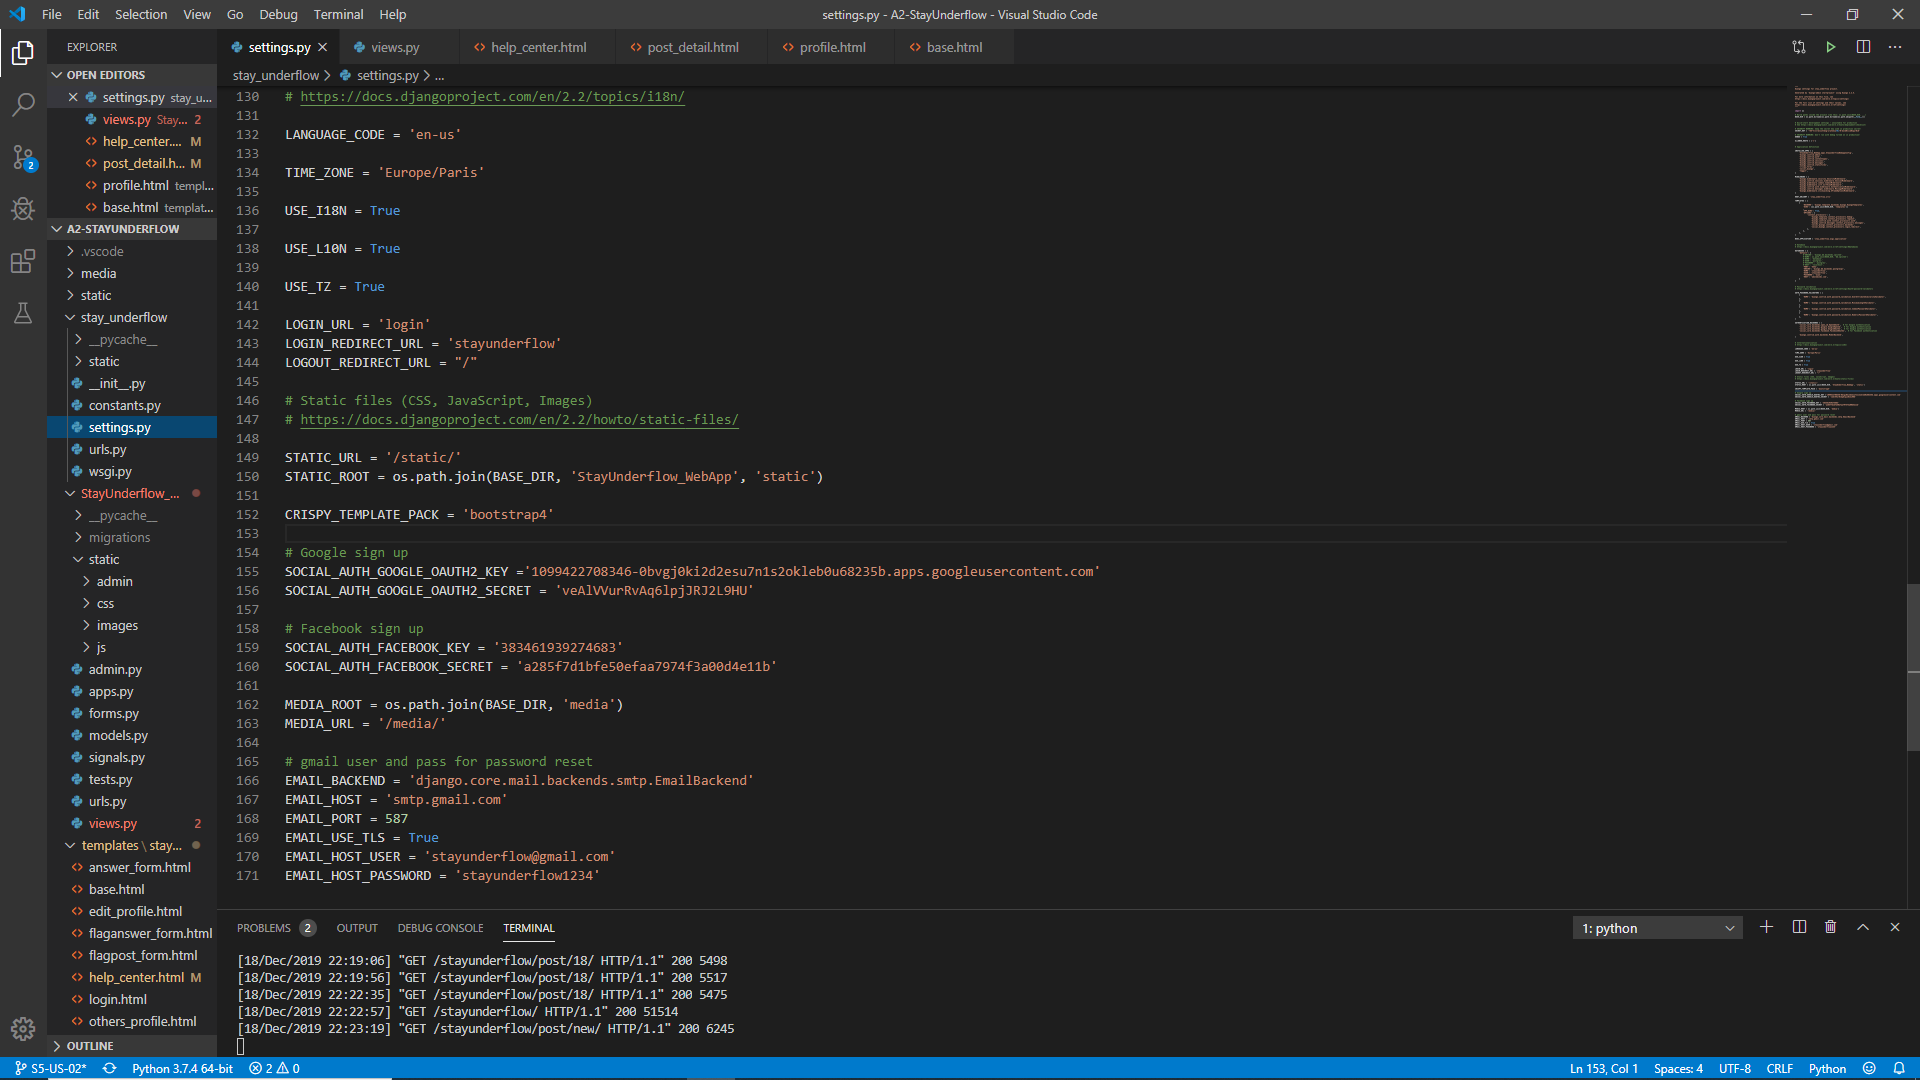 File Edit Selection View Go Debug Terminal Help
settings.py - A2-StayUnderflow - Visual Studio Code
EXPLORER
OPEN EDITORS
settings.py stay_u...
views.py Stay... 2
help_center.... M
post_detail.h... M
profile.html templ...
base.html templat...
A2-STAYUNDERFLOW
.vscode
media
static
stay_underflow
__pycache__
static
__init__.py
constants.py
settings.py
urls.py
wsgi.py
StayUnderflow_...
__pycache__
migrations
static
admin
css
images
js
admin.py
apps.py
forms.py
models.py
signals.py
tests.py
urls.py
views.py 2
templates \ stay...
answer_form.html
base.html
edit_profile.html
flaganswer_form.html
flagpost_form.html
help_center.html M
login.html
others_profile.html
OUTLINE
settings.py views.py help_center.html post_detail.html profile.html base.html
stay_underflow > settings.py > ...
130 # https://docs.djangoproject.com/en/2.2/topics/i18n/
131
132 LANGUAGE_CODE = 'en-us'
133
134 TIME_ZONE = 'Europe/Paris'
135
136 USE_I18N = True
137
138 USE_L10N = True
139
140 USE_TZ = True
141
142 LOGIN_URL = 'login'
143 LOGIN_REDIRECT_URL = 'stayunderflow'
144 LOGOUT_REDIRECT_URL = "/"
145
146 # Static files (CSS, JavaScript, Images)
147 # https://docs.djangoproject.com/en/2.2/howto/static-files/
148
149 STATIC_URL = '/static/'
150 STATIC_ROOT = os.path.join(BASE_DIR, 'StayUnderflow_WebApp', 'static')
151
152 CRISPY_TEMPLATE_PACK = 'bootstrap4'
153
154 # Google sign up
155 SOCIAL_AUTH_GOOGLE_OAUTH2_KEY ='1099422708346-0bvgj0ki2d2esu7n1s2okleb0u68235b.apps.googleusercontent.com'
156 SOCIAL_AUTH_GOOGLE_OAUTH2_SECRET = 'veAlVVurRvAq6lpjJRJ2L9HU'
157
158 # Facebook sign up
159 SOCIAL_AUTH_FACEBOOK_KEY = '383461939274683'
160 SOCIAL_AUTH_FACEBOOK_SECRET = 'a285f7d1bfe50efaa7974f3a00d4e11b'
161
162 MEDIA_ROOT = os.path.join(BASE_DIR, 'media')
163 MEDIA_URL = '/media/'
164
165 # gmail user and pass for password reset
166 EMAIL_BACKEND = 'django.core.mail.backends.smtp.EmailBackend'
167 EMAIL_HOST = 'smtp.gmail.com'
168 EMAIL_PORT = 587
169 EMAIL_USE_TLS = True
170 EMAIL_HOST_USER = 'stayunderflow@gmail.com'
171 EMAIL_HOST_PASSWORD = 'stayunderflow1234'
PROBLEMS 2 OUTPUT DEBUG CONSOLE TERMINAL
1: python
[18/Dec/2019 22:19:06] "GET /stayunderflow/post/18/ HTTP/1.1" 200 5498
[18/Dec/2019 22:19:56] "GET /stayunderflow/post/18/ HTTP/1.1" 200 5517
[18/Dec/2019 22:22:35] "GET /stayunderflow/post/18/ HTTP/1.1" 200 5475
[18/Dec/2019 22:22:57] "GET /stayunderflow/ HTTP/1.1" 200 51514
[18/Dec/2019 22:23:19] "GET /stayunderflow/post/new/ HTTP/1.1" 200 6245
2
S5-US-02* Python 3.7.4 64-bit 2 0
Ln 153, Col 1 Spaces: 4 UTF-8 CRLF Python